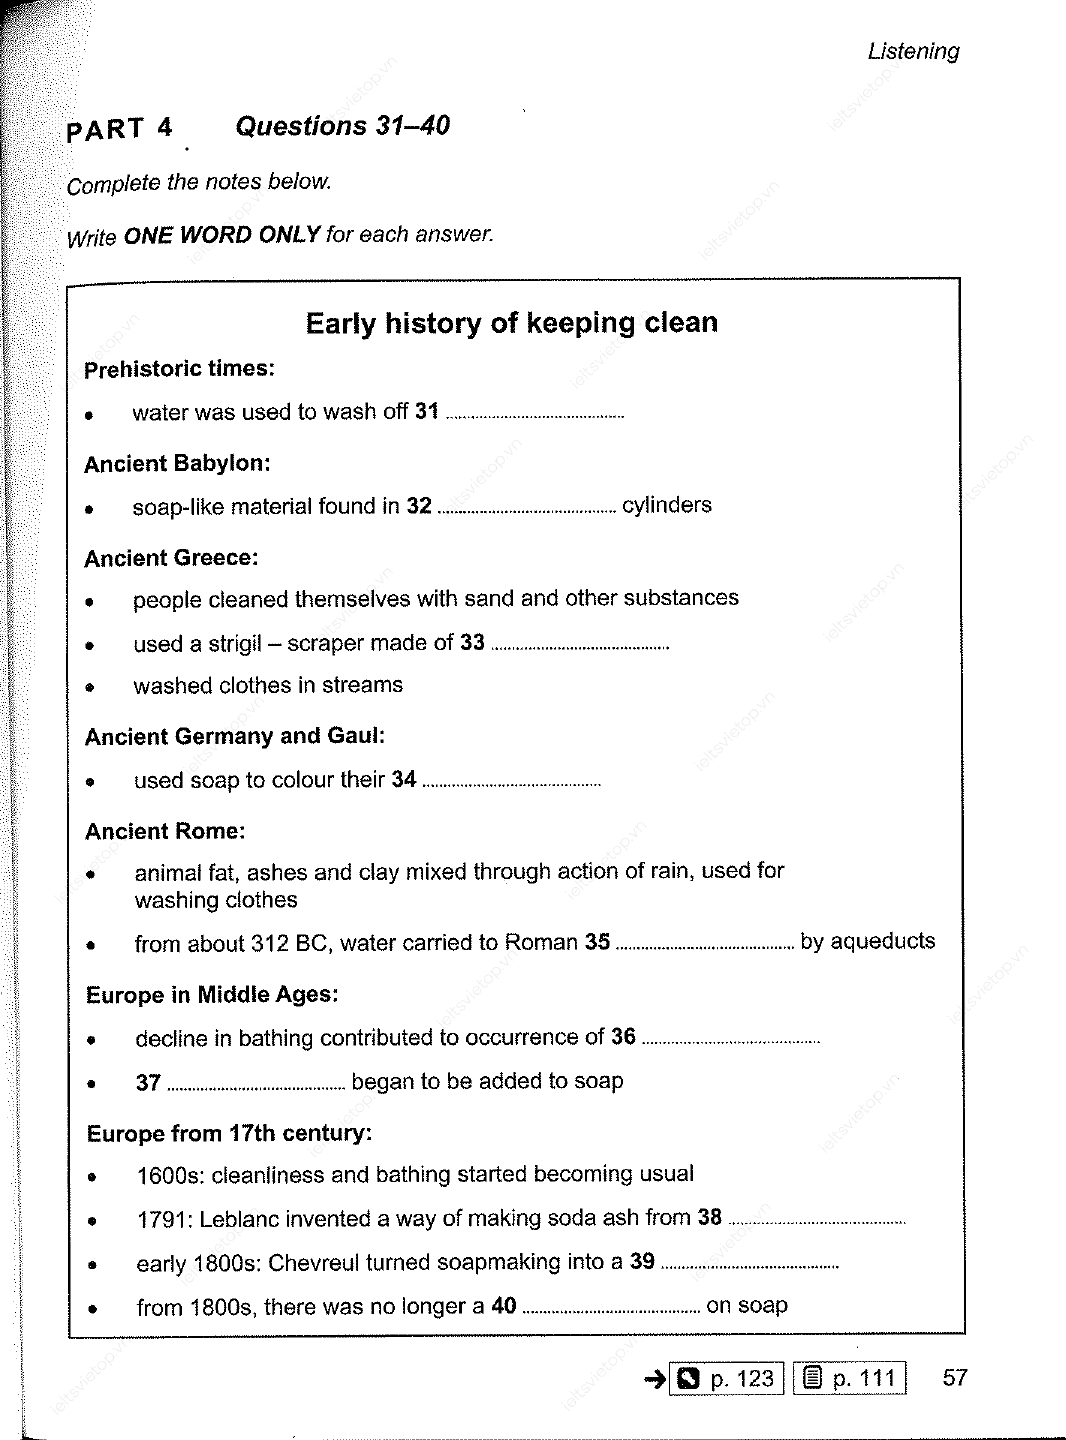 Listening
PART 4 Questions 31–40
Complete the notes below.
Write ONE WORD ONLY for each answer.
Early history of keeping clean
Prehistoric times:
• water was used to wash off 31 ........................................
Ancient Babylon:
• soap-like material found in 32 ........................................ cylinders
Ancient Greece:
• people cleaned themselves with sand and other substances
• used a strigil – scraper made of 33 ........................................
• washed clothes in streams
Ancient Germany and Gaul:
• used soap to colour their 34 ........................................
Ancient Rome:
• animal fat, ashes and clay mixed through action of rain, used for
washing clothes
• from about 312 BC, water carried to Roman 35 ........................................ by aqueducts
Europe in Middle Ages:
• decline in bathing contributed to occurrence of 36 ........................................
• 37 ........................................ began to be added to soap
Europe from 17th century:
• 1600s: cleanliness and bathing started becoming usual
• 1791: Leblanc invented a way of making soda ash from 38 ........................................
• early 1800s: Chevreul turned soapmaking into a 39 ........................................
• from 1800s, there was no longer a 40 ........................................ on soap
➔ p. 123 p. 111 57
ieltsvietop.vn